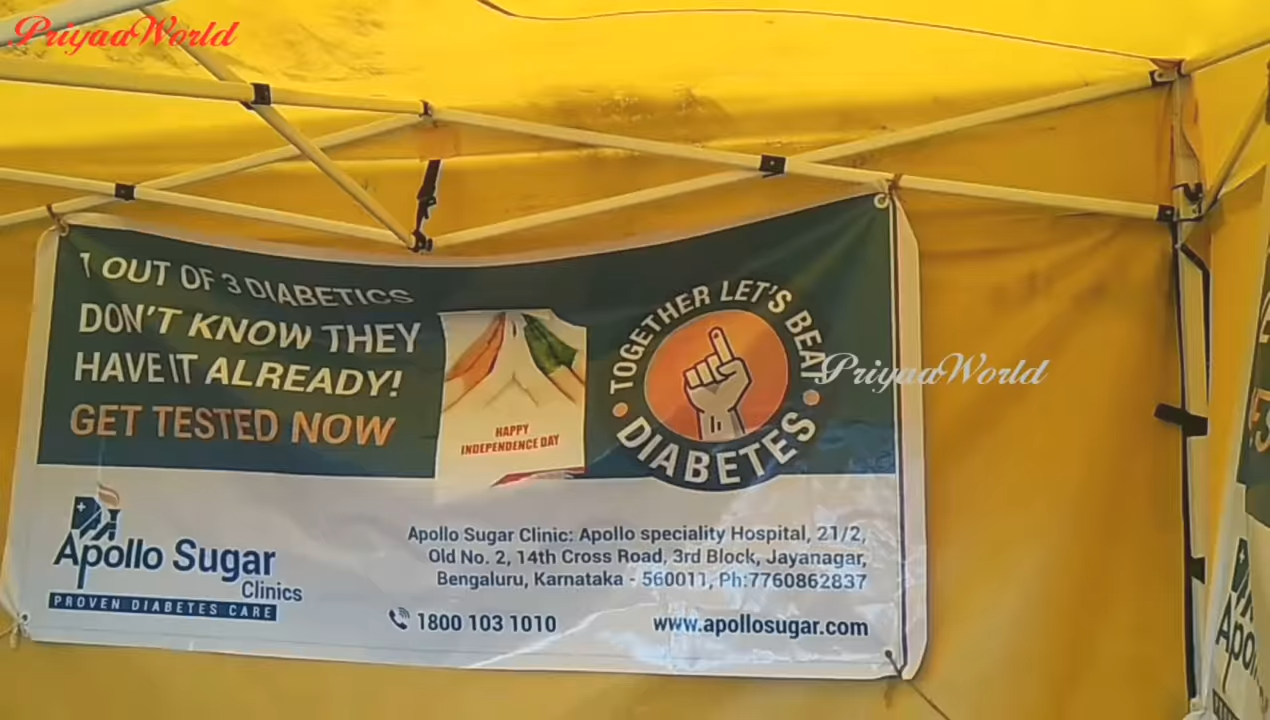 PriyaaWorld
1 OUT OF 3 DIABETICS
DON'T KNOW THEY
HAVE IT ALREADY!
GET TESTED NOW
HAPPY
INDEPENDENCE DAY
TOGETHER LET'S BEAT
DIABETES
PriyaaWorld
Apollo Sugar
Clinics
PROVEN DIABETES CARE
Apollo Sugar Clinic: Apollo speciality Hospital, 21/2,
Old No. 2, 14th Cross Road, 3rd Block, Jayanagar,
Bengaluru, Karnataka - 560011, Ph:7760862837
1800 103 1010
www.apollosugar.com